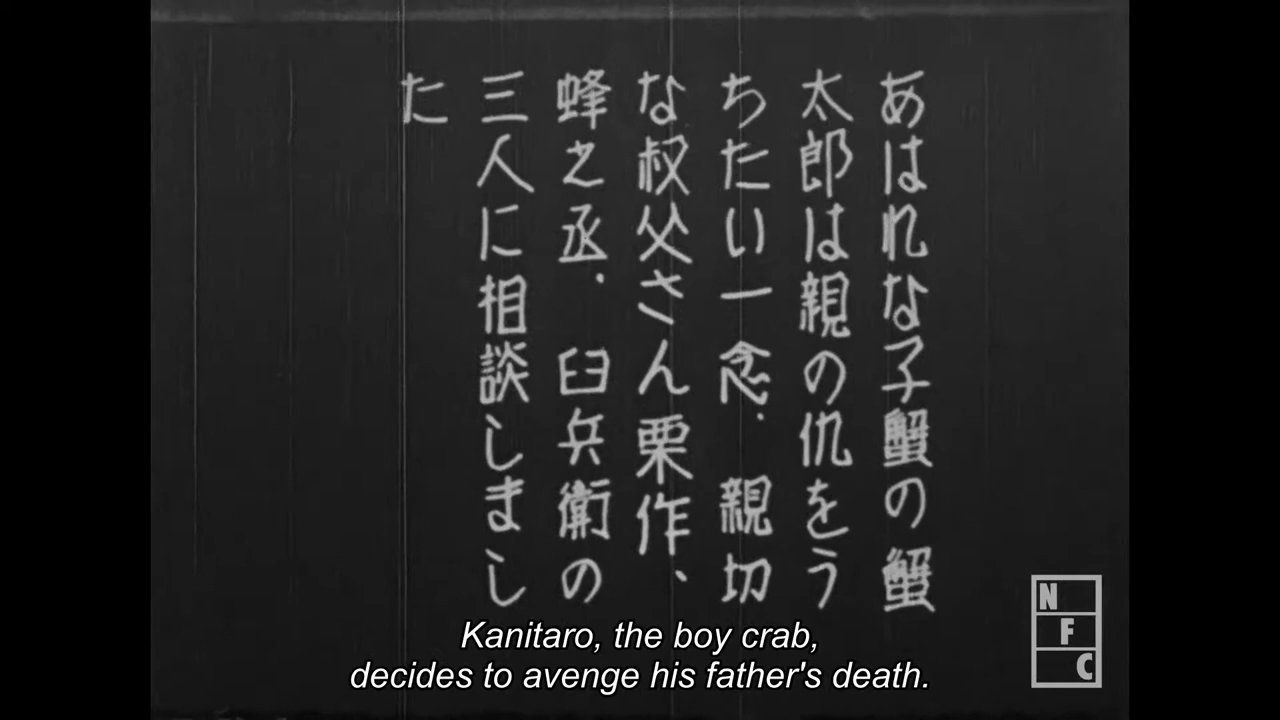 あはれな子蟹の蟹
太郎は親の仇をう
ちたい一念、親切
な叔父さん栗作、
蜂之丞、臼兵衛の
三人に相談しまし
た
Kanitaro, the boy crab,
decides to avenge his father's death.
N
F
C